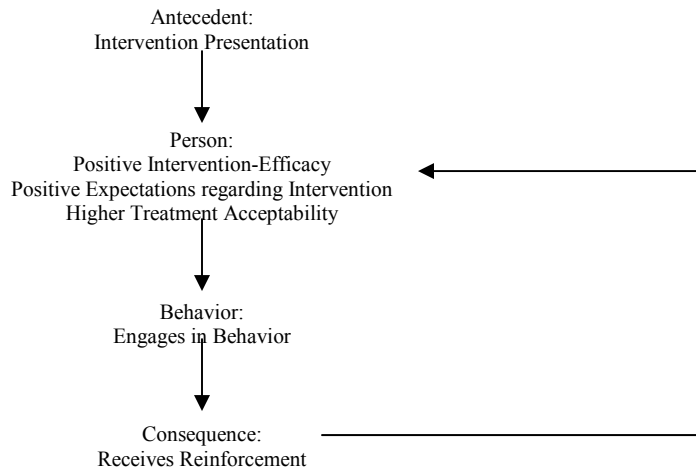 Antecedent:
Intervention Presentation
Person:
Positive Intervention-Efficacy
Positive Expectations regarding Intervention
Higher Treatment Acceptability
Behavior:
Engages in Behavior
Consequence:
Receives Reinforcement